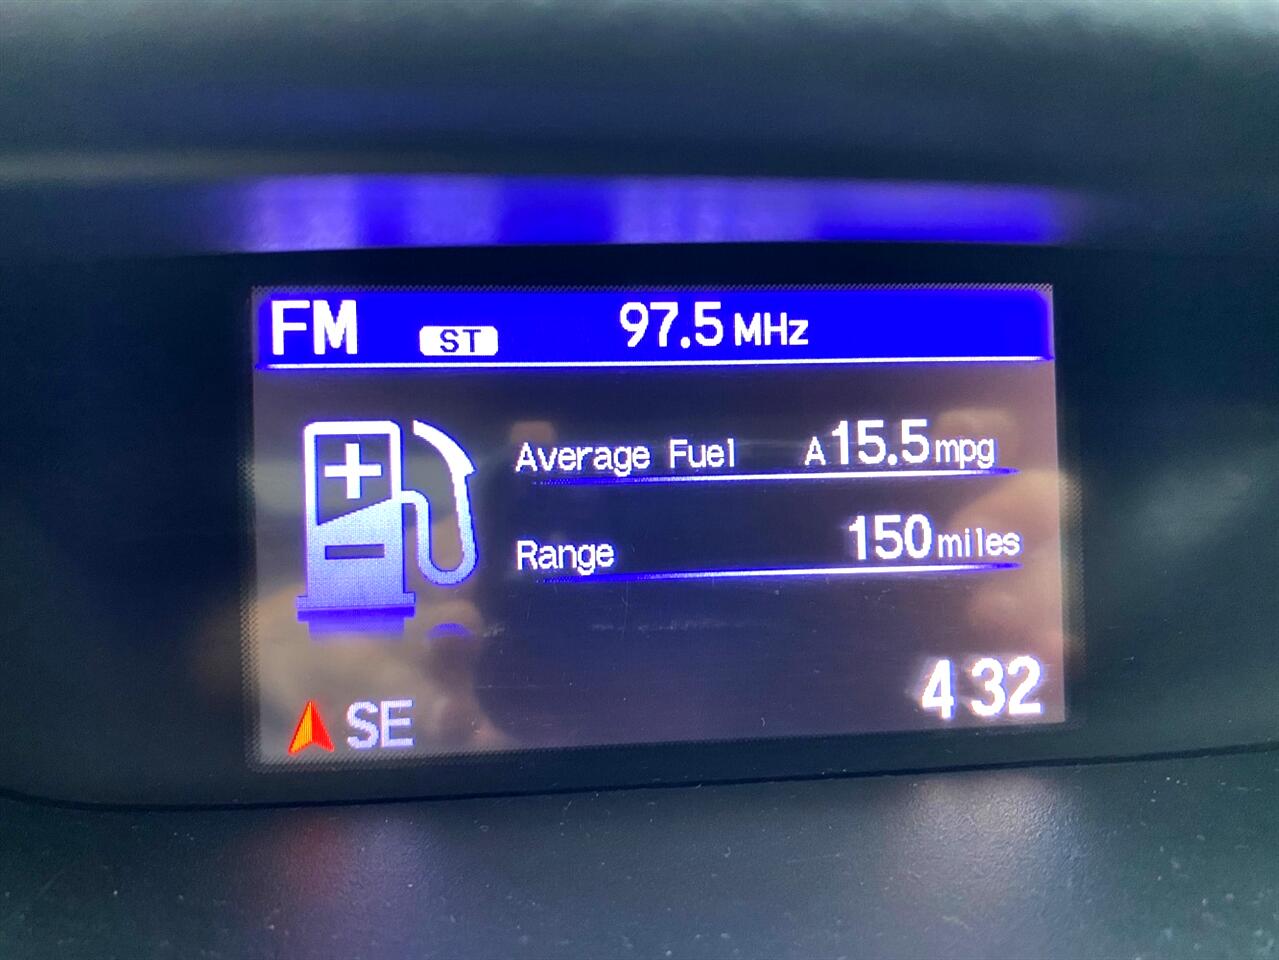 FM ST 97.5 MHz
Average Fuel A 15.5 mpg
Range 150 miles
SE 4 32